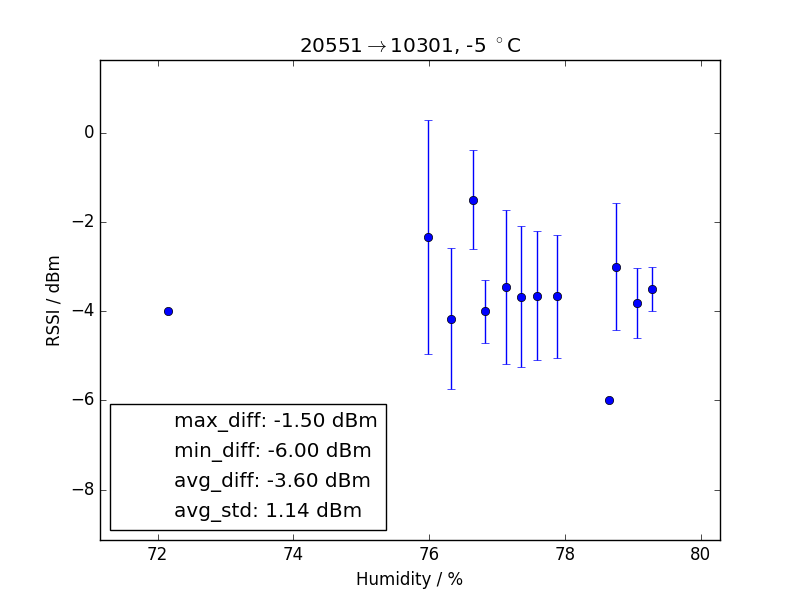 20551→10301, -5 °C
RSSI / dBm
0
−2
−4
−6
−8
max_diff: -1.50 dBm
min_diff: -6.00 dBm
avg_diff: -3.60 dBm
avg_std: 1.14 dBm
72 74 76 78 80
Humidity / %